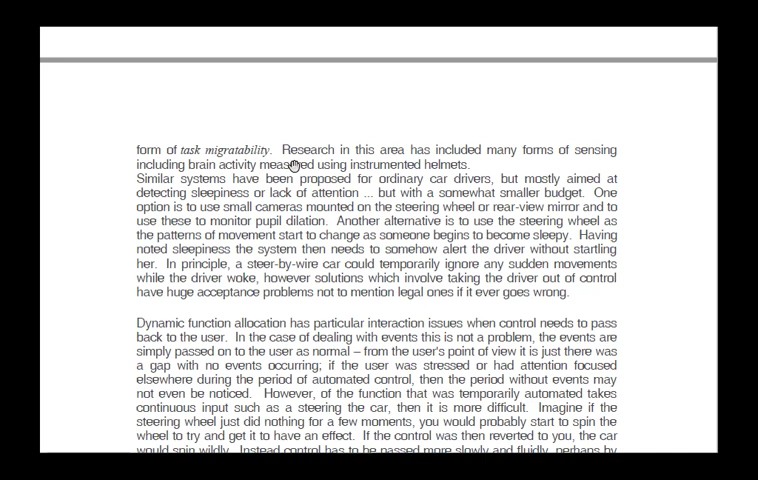 form of task migratability. Research in this area has included many forms of sensing
including brain activity measured using instrumented helmets.
Similar systems have been proposed for ordinary car drivers, but mostly aimed at
detecting sleepiness or lack of attention ... but with a somewhat smaller budget. One
option is to use small cameras mounted on the steering wheel or rear-view mirror and to
use these to monitor pupil dilation. Another alternative is to use the steering wheel as
the patterns of movement start to change as someone begins to become sleepy. Having
noted sleepiness the system then needs to somehow alert the driver without startling
her. In principle, a steer-by-wire car could temporarily ignore any sudden movements
while the driver woke, however solutions which involve taking the driver out of control
have huge acceptance problems not to mention legal ones if it ever goes wrong.
Dynamic function allocation has particular interaction issues when control needs to pass
back to the user. In the case of dealing with events this is not a problem, the events are
simply passed on to the user as normal – from the user's point of view it is just there was
a gap with no events occurring; if the user was stressed or had attention focused
elsewhere during the period of automated control, then the period without events may
not even be noticed. However, of the function that was temporarily automated takes
continuous input such as a steering the car, then it is more difficult. Imagine if the
steering wheel just did nothing for a few moments, you would probably start to spin the
wheel to try and get it to have an effect. If the control was then reverted to you, the car
would spin wildly. Instead control has to be passed more slowly and fluidly, perhaps by